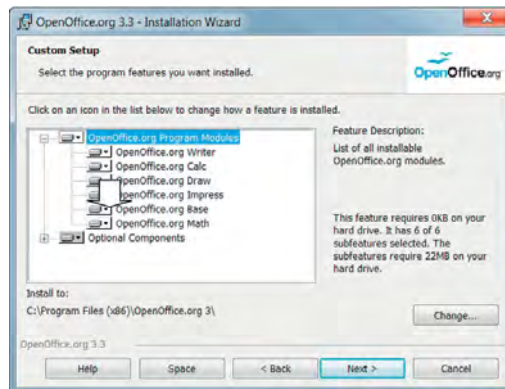 OpenOffice.org 3.3 - Installation Wizard
Custom Setup
Select the program features you want installed.
OpenOffice.org
Click on an icon in the list below to change how a feature is installed.
OpenOffice.org Program Modules
OpenOffice.org Writer
OpenOffice.org Calc
OpenOffice.org Draw
OpenOffice.org Impress
OpenOffice.org Base
OpenOffice.org Math
Optional Components
Feature Description:
List of all installable
OpenOffice.org modules.
This feature requires 0KB on your
hard drive. It has 6 of 6
subfeatures selected. The
subfeatures require 22MB on your
hard drive.
Install to:
C:\Program Files (x86)\OpenOffice.org 3\
Change...
OpenOffice.org 3.3
Help
Space
< Back
Next >
Cancel